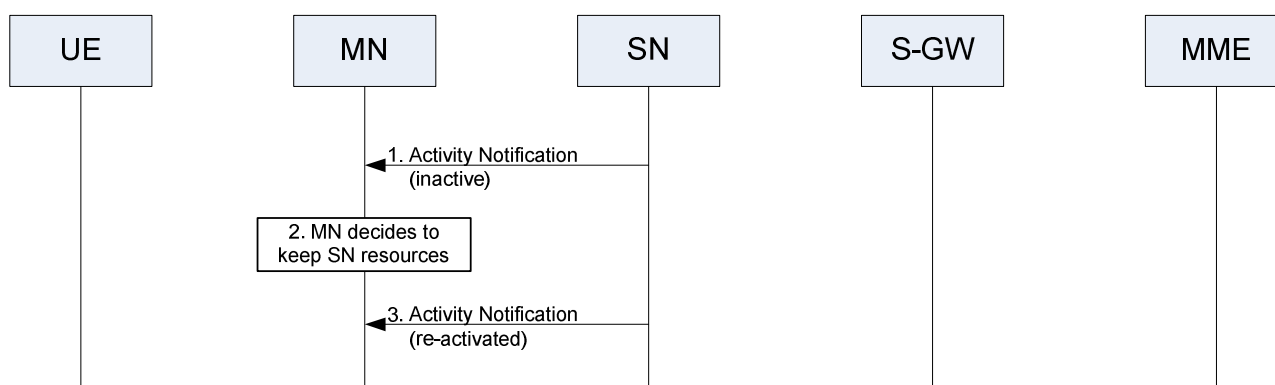 UE
MN
SN
S-GW
MME
1. Activity Notification
(inactive)
2. MN decides to
keep SN resources
3. Activity Notification
(re-activated)